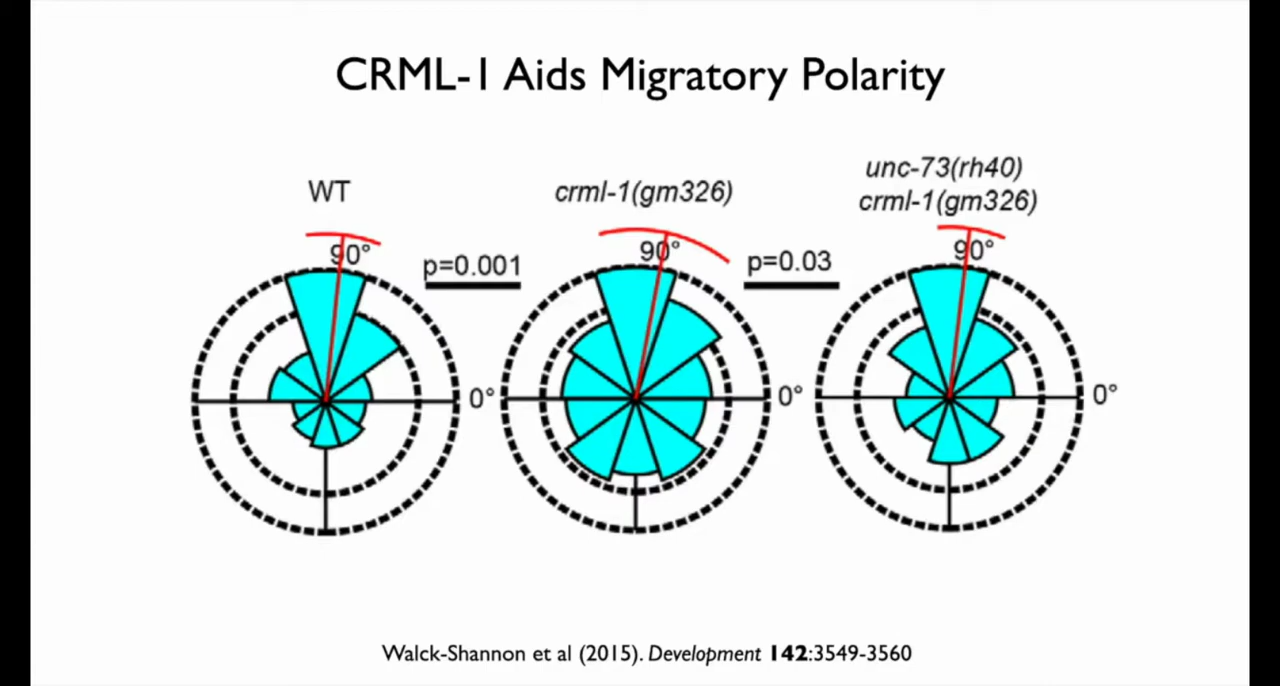 CRML-1 Aids Migratory Polarity
WT
crml-1(gm326)
unc-73(rh40)
crml-1(gm326)
90°
p=0.001
90°
p=0.03
90°
0°
0°
0°
Walck-Shannon et al (2015). Development 142:3549-3560